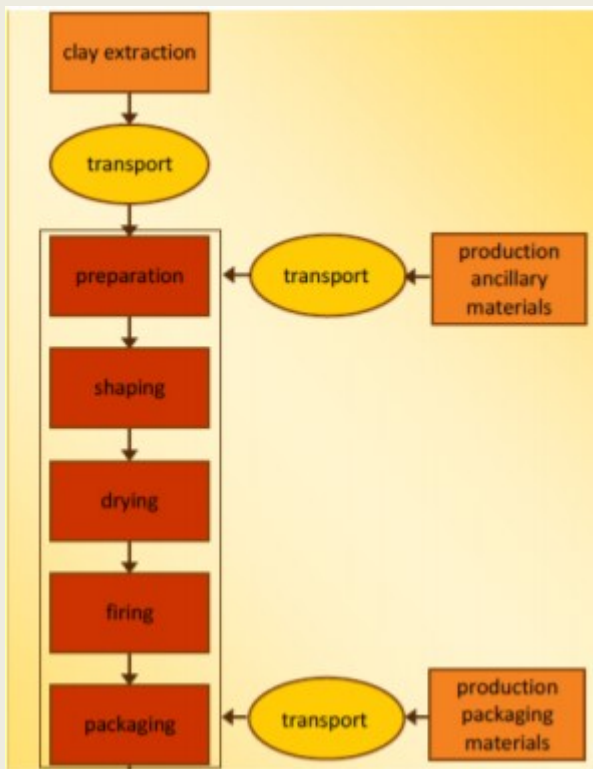 clay extraction
transport
preparation
transport
production
ancillary
materials
shaping
drying
firing
packaging
transport
production
packaging
materials